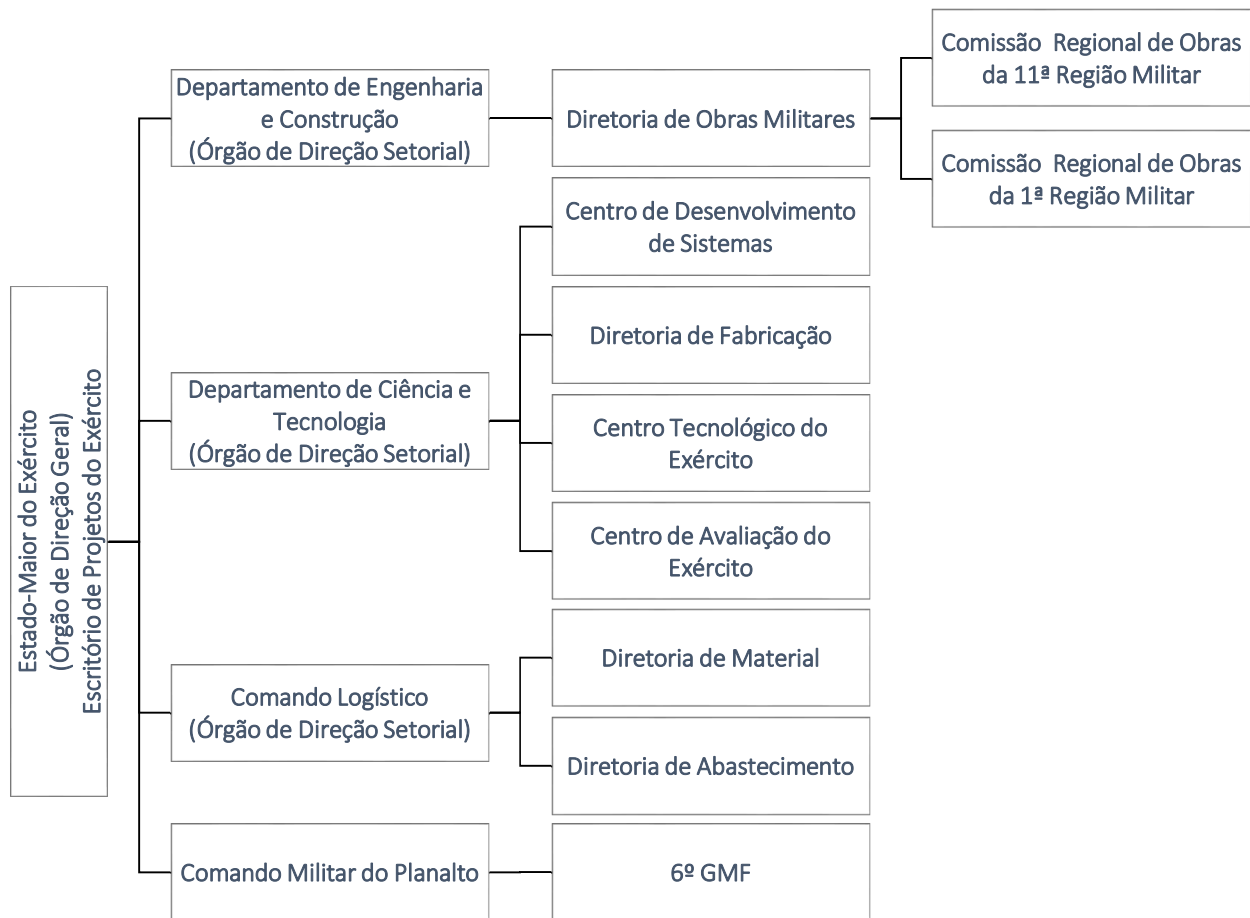 Estado-Maior do Exército
(Órgão de Direção Geral)
Escritório de Projetos do Exército
Departamento de Engenharia
e Construção
(Órgão de Direção Setorial)
Diretoria de Obras Militares
Comissão Regional de Obras
da 11ª Região Militar
Comissão Regional de Obras
da 1ª Região Militar
Departamento de Ciência e
Tecnologia
(Órgão de Direção Setorial)
Centro de Desenvolvimento
de Sistemas
Diretoria de Fabricação
Centro Tecnológico do
Exército
Centro de Avaliação do
Exército
Comando Logístico
(Órgão de Direção Setorial)
Diretoria de Material
Diretoria de Abastecimento
Comando Militar do Planalto
6º GMF